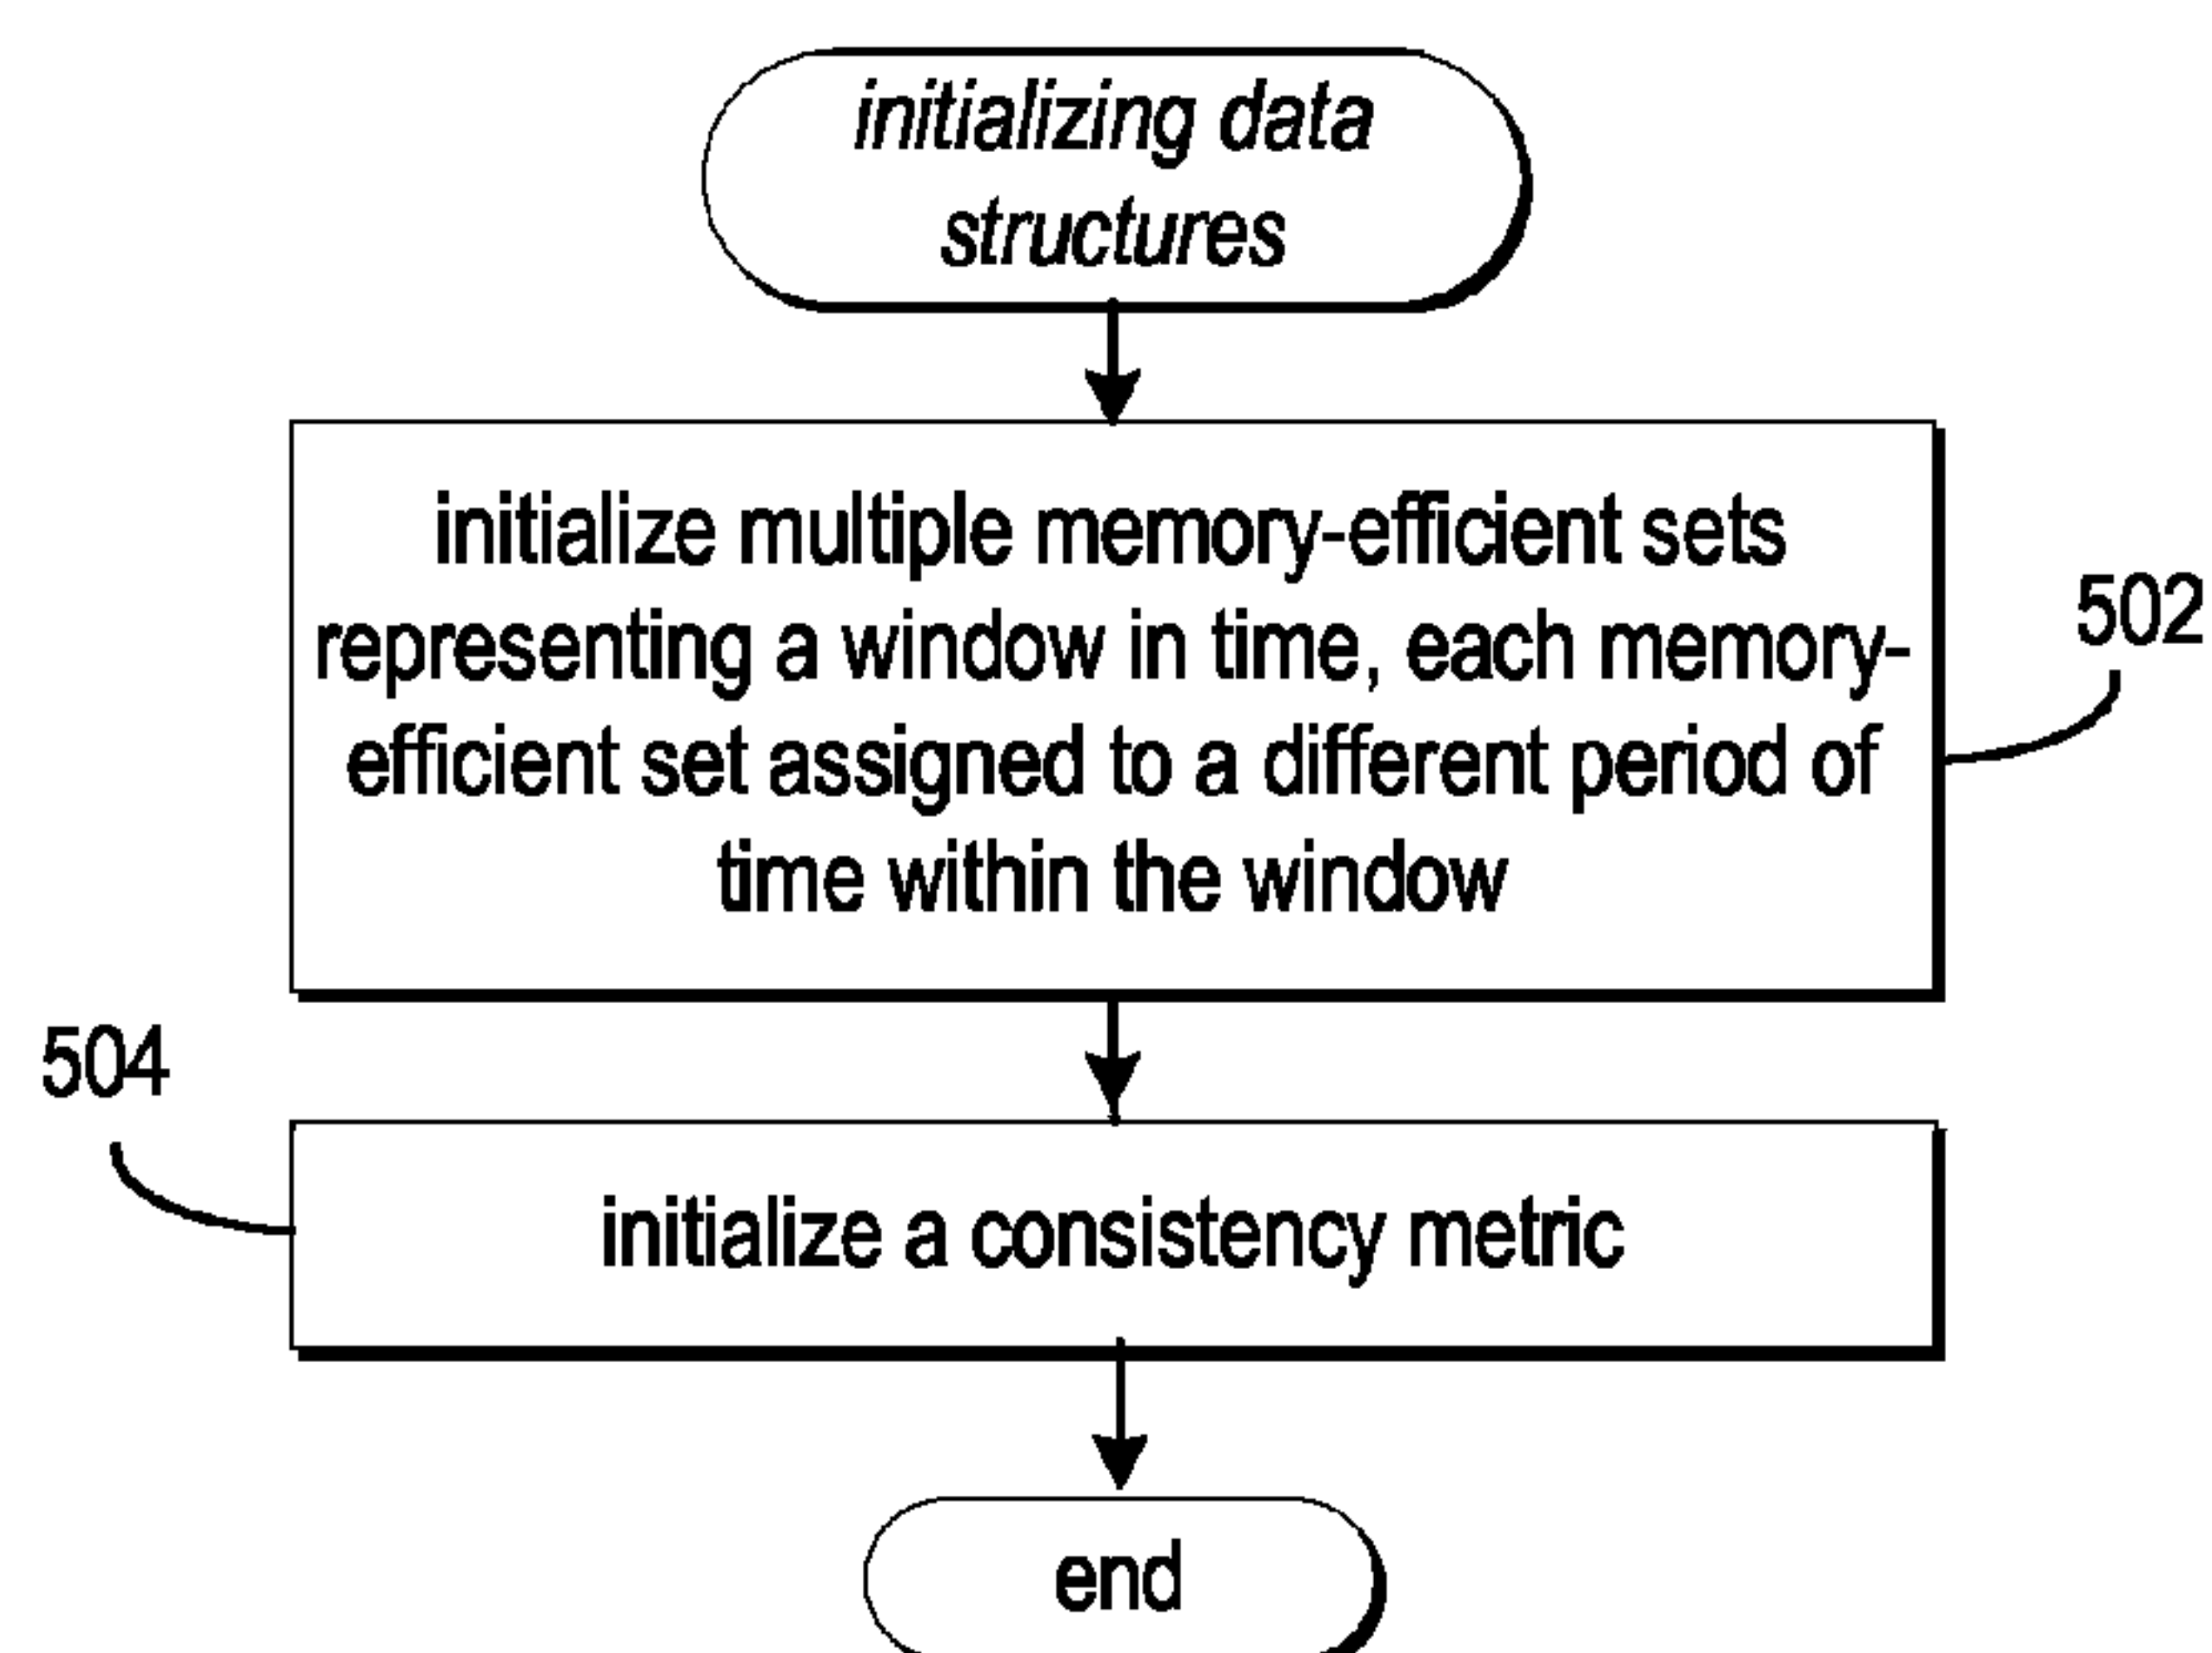 initializing data
structures
initialize multiple memory-efficient sets
representing a window in time, each memory-
efficient set assigned to a different period of
time within the window
502
504
initialize a consistency metric
end